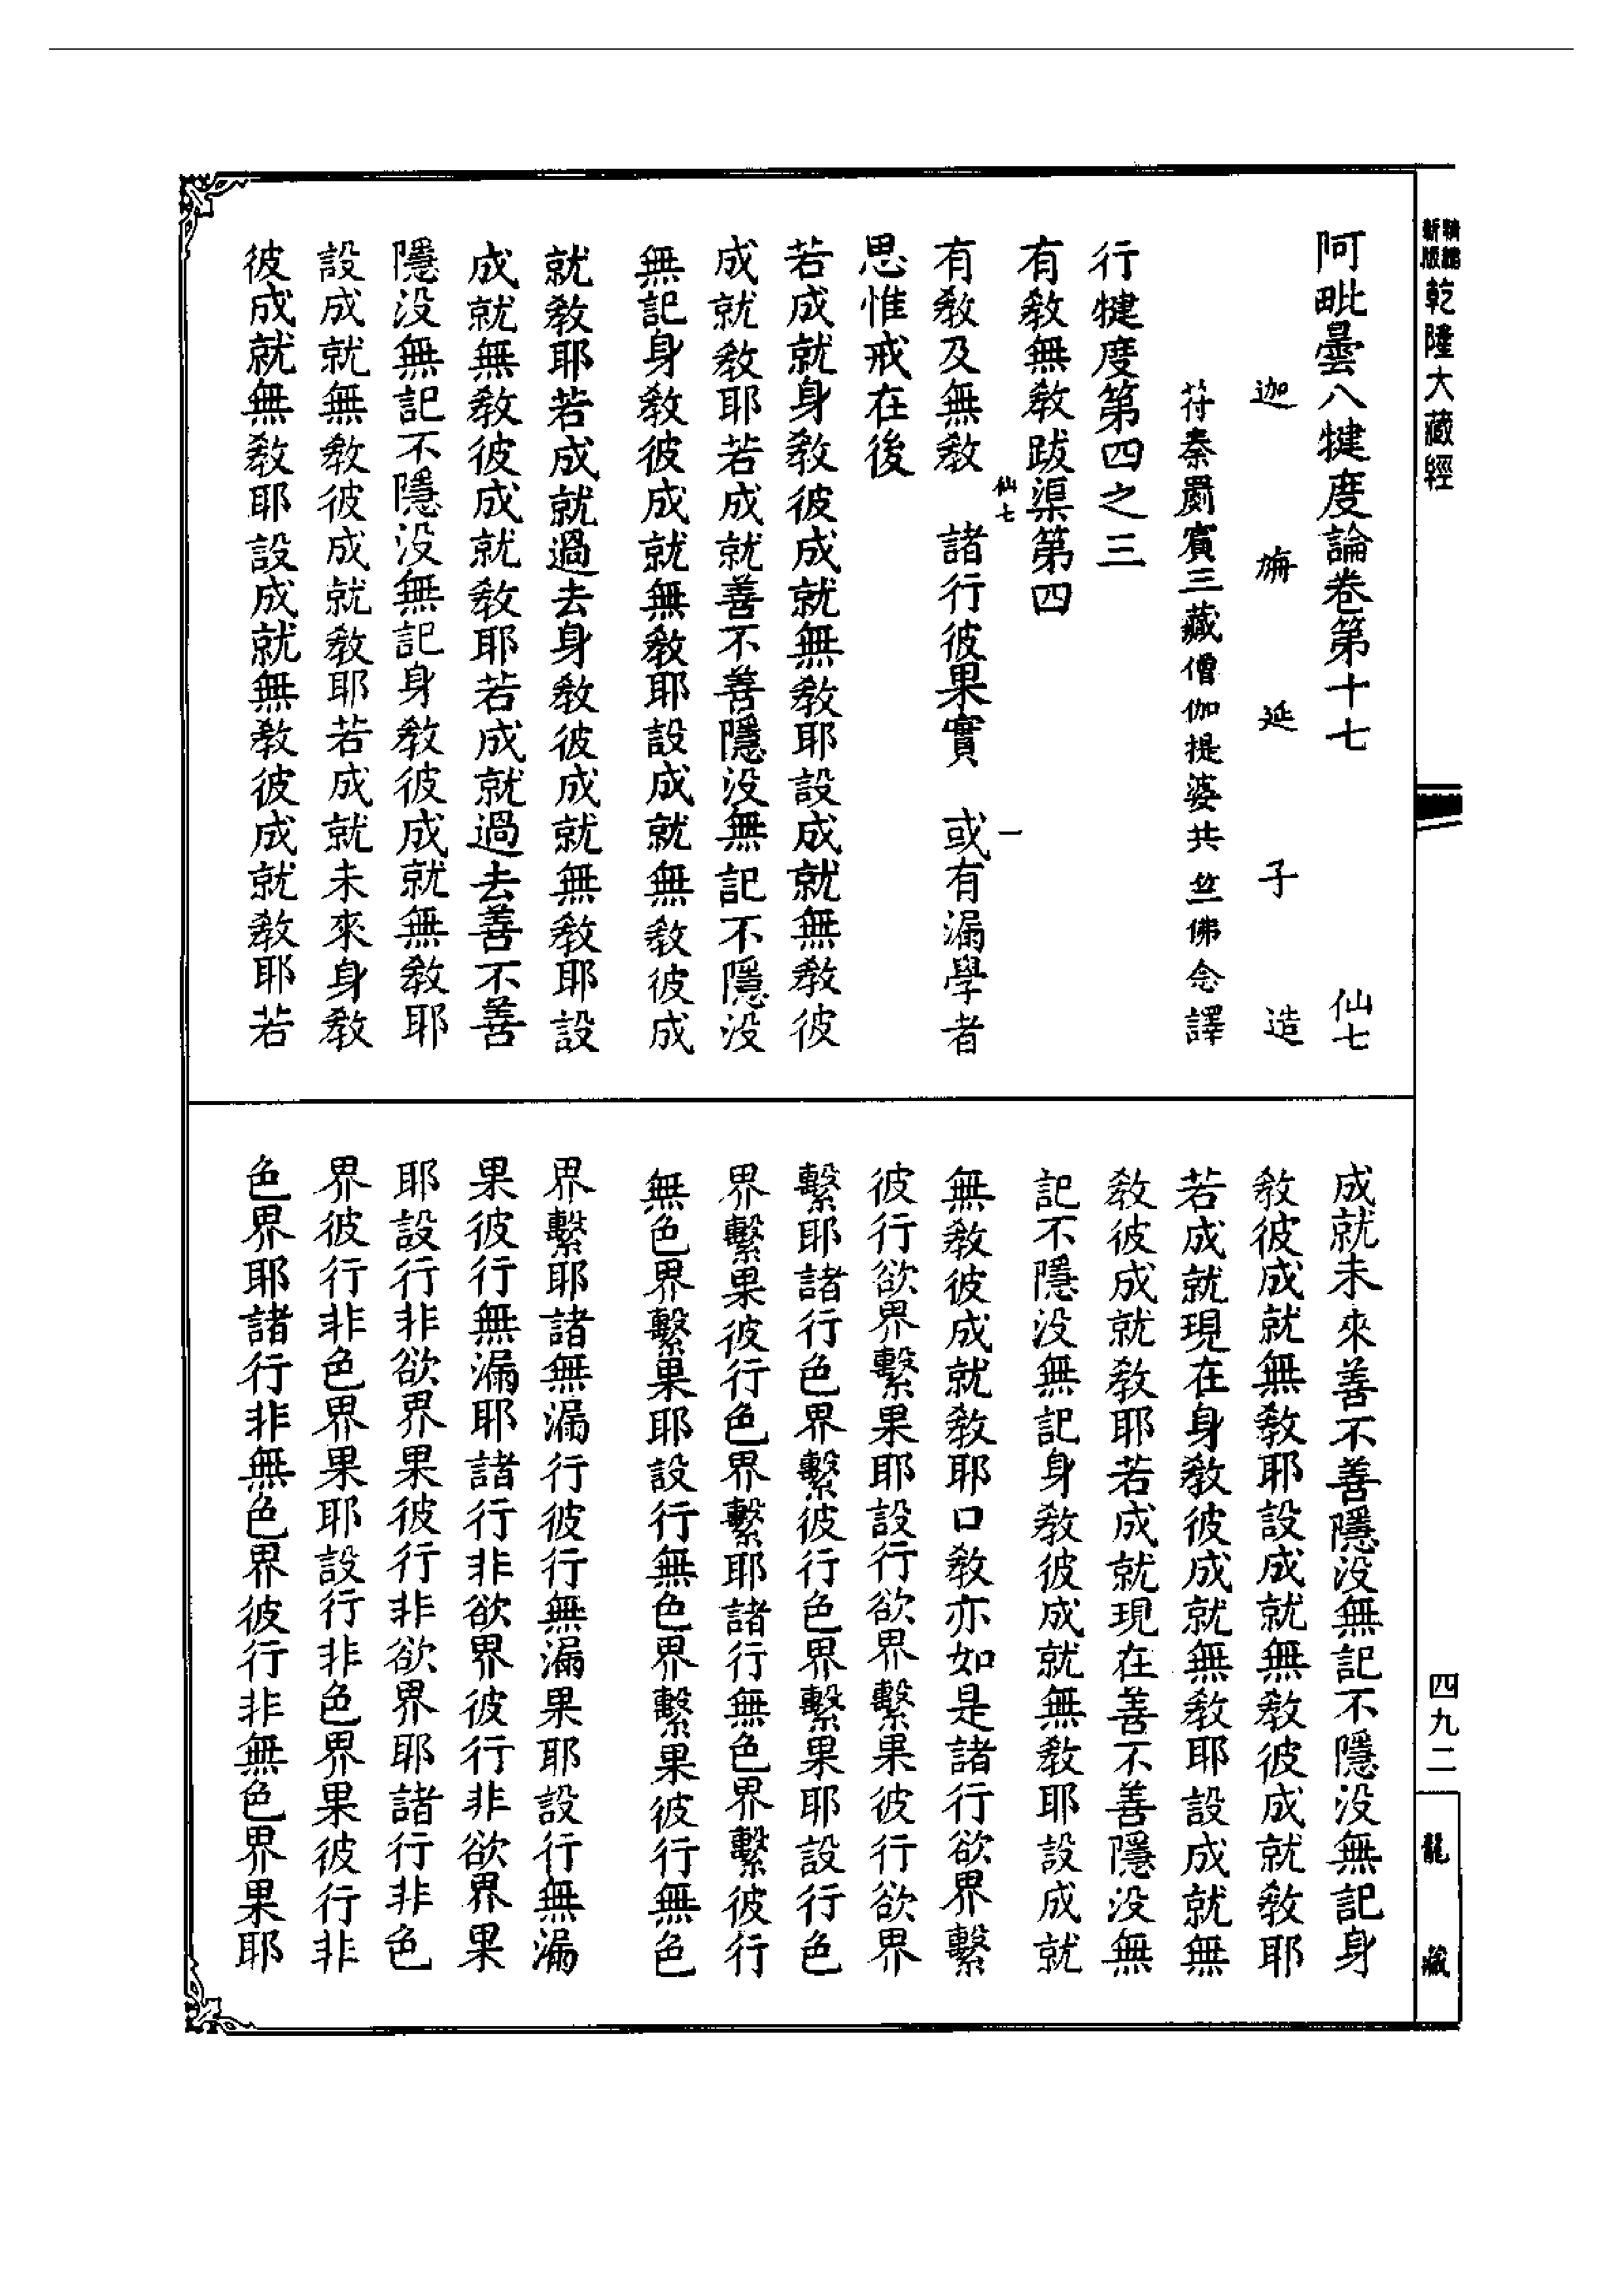 新版精編乾隆大藏經
四九二
龍藏
阿毗曇八犍度論卷第十七　仙七
迦旃延子造
苻秦罽賓三藏僧伽提婆共竺佛念譯
行犍度第四之三
有教無教跋渠第四
仙七　一
有教及無教　諸行彼果實　或有漏學者
思惟戒在後
若成就身教彼成就無教耶設成就無教彼
成就教耶若成就善不善隱没無記不隱没
無記身教彼成就無教耶設成就無教彼成
就教耶若成就過去身教彼成就無教耶設
成就無教彼成就教耶若成就過去善不善
隱没無記不隱没無記身教彼成就無教耶
設成就無教彼成就教耶若成就未來身教
彼成就無教耶設成就無教彼成就教耶若
成就未來善不善隱没無記不隱没無記身
教彼成就無教耶設成就無教彼成就教耶
若成就現在身教彼成就無教耶設成就無
教彼成就教耶若成就現在善不善隱没無
記不隱没無記身教彼成就無教耶設成就
無教彼成就教耶口教亦如是諸行欲界繫
彼行欲界繫果耶設行欲界繫果彼行欲界
繫耶諸行色界繫彼行色界繫果耶設行色
界繫果彼行色界繫耶諸行無色界繫彼行
無色界繫果耶設行無色界繫果彼行無色
界繫耶諸無漏行彼行無漏果耶設行無漏
果彼行無漏耶諸行非欲界彼行非欲界果
耶設行非欲界果彼行非欲界耶諸行非色
界彼行非色界果耶設行非色界果彼行非
色界耶諸行非無色界彼行非無色界果耶